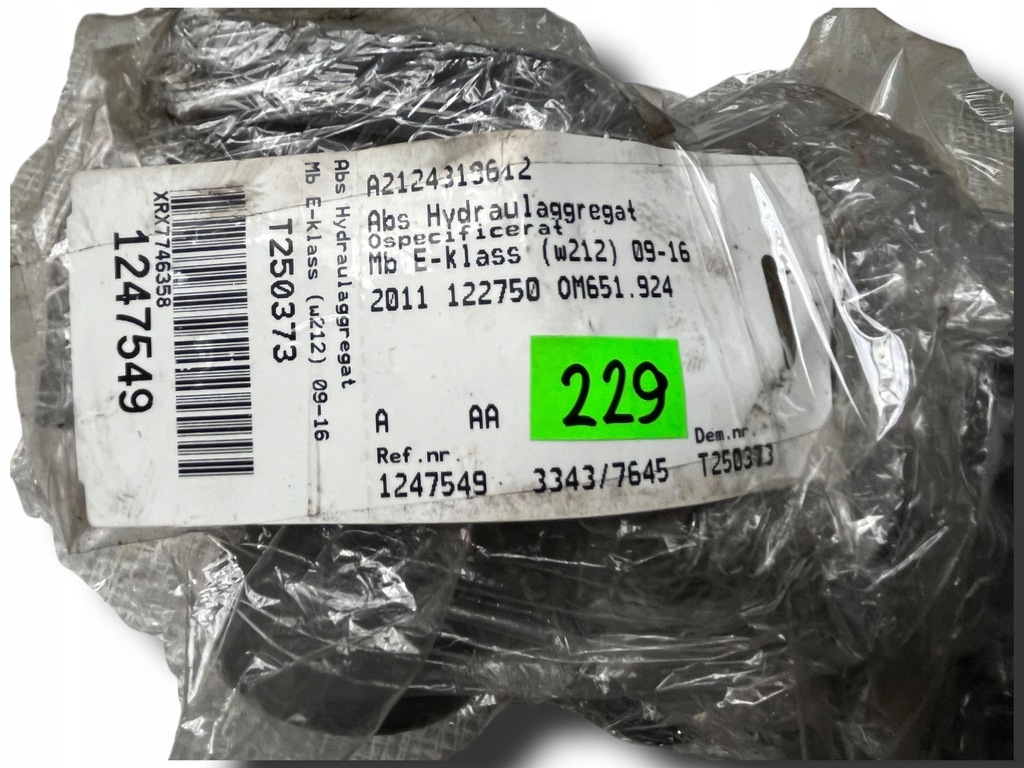 1247549
XRX7746358
T250373
Mb E-klass (w212) 09-16
Abs Hydraulaggregat
A2124319612
Abs Hydraulaggregat
Ospecificerat
Mb E-klass (w212) 09-16
2011 122750 OM651.924
229
A AA
Ref.nr. Dem.nr.
1247549 3343/7645 T250373